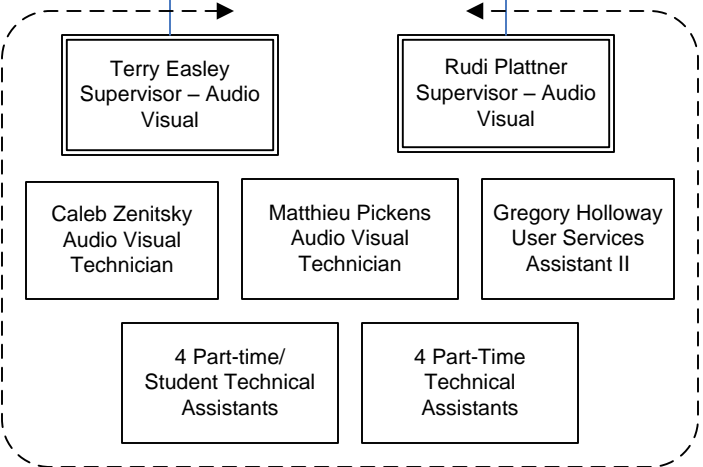 Terry Easley
Supervisor – Audio
Visual
Rudi Plattner
Supervisor – Audio
Visual
Caleb Zenitsky
Audio Visual
Technician
Matthieu Pickens
Audio Visual
Technician
Gregory Holloway
User Services
Assistant II
4 Part-time/
Student Technical
Assistants
4 Part-Time
Technical
Assistants